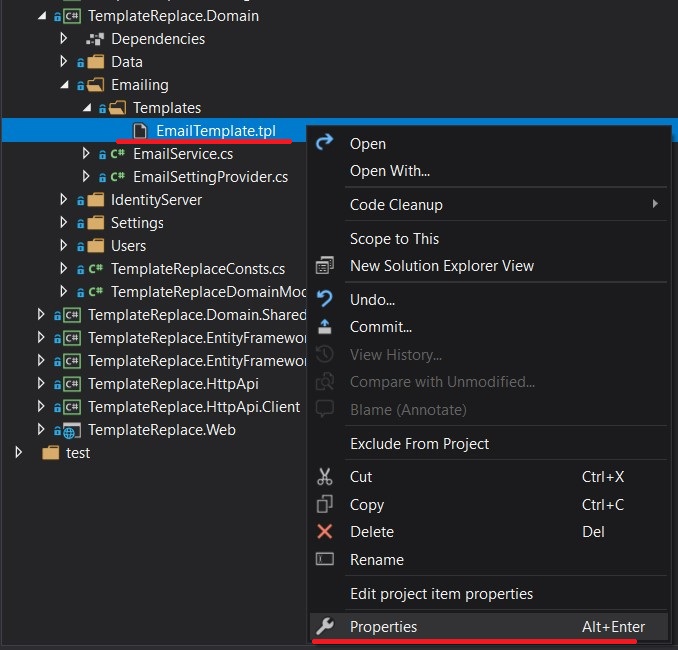 TemplateReplace.Domain
Dependencies
Data
Emailing
Templates
EmailTemplate.tpl
C# EmailService.cs
C# EmailSettingProvider.cs
IdentityServer
Settings
Users
C# TemplateReplaceConsts.cs
C# TemplateReplaceDomainMod
C# TemplateReplace.Domain.Shared
C# TemplateReplace.EntityFramewor
C# TemplateReplace.EntityFramewor
C# TemplateReplace.HttpApi
C# TemplateReplace.HttpApi.Client
TemplateReplace.Web
test
Open
Open With...
Code Cleanup
Scope to This
New Solution Explorer View
Undo...
Commit...
View History...
Compare with Unmodified...
Blame (Annotate)
Exclude From Project
Cut Ctrl+X
Copy Ctrl+C
Delete Del
Rename
Edit project item properties
Properties Alt+Enter